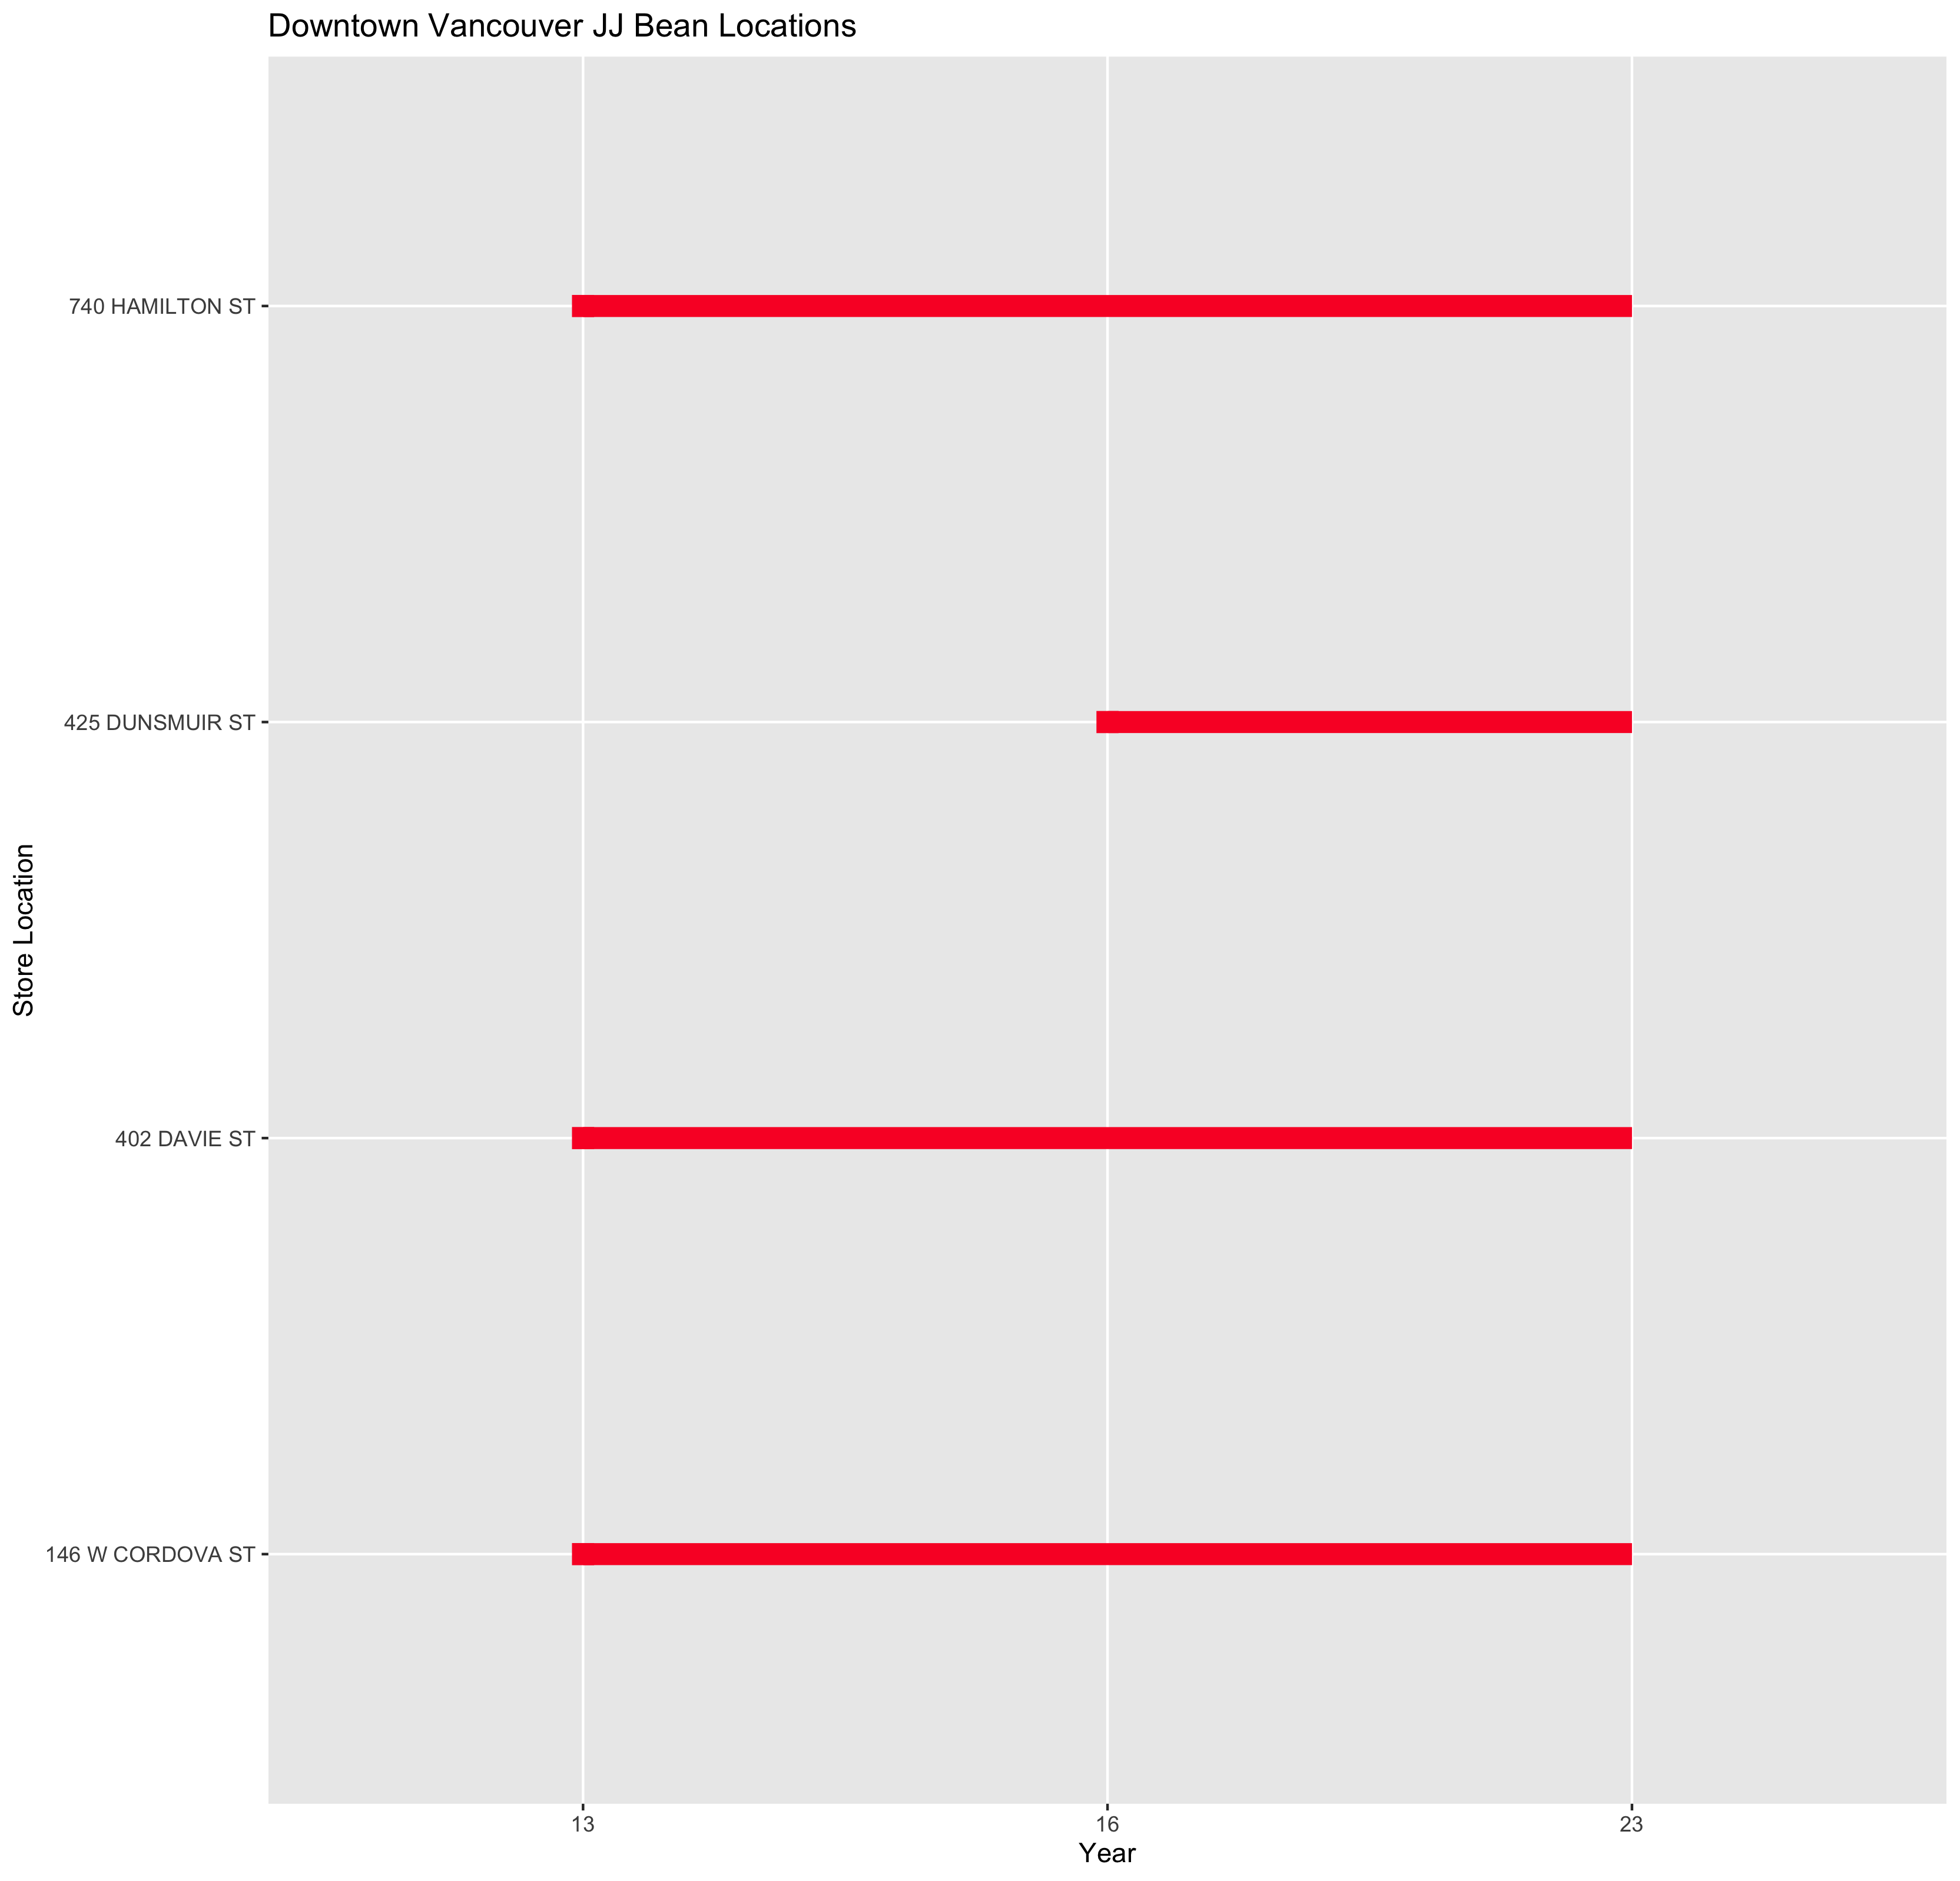 Downtown Vancouver JJ Bean Locations
Store Location
740 HAMILTON ST
425 DUNSMUIR ST
402 DAVIE ST
146 W CORDOVA ST
13 16 23
Year